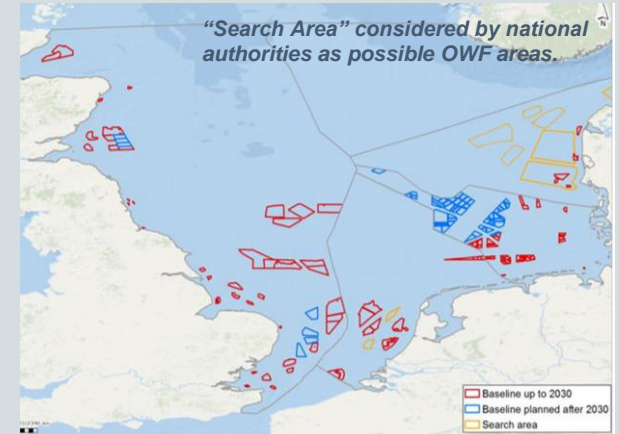 “Search Area” considered by national
authorities as possible OWF areas.
N
Baseline up to 2030
Baseline planned after 2030
Search area